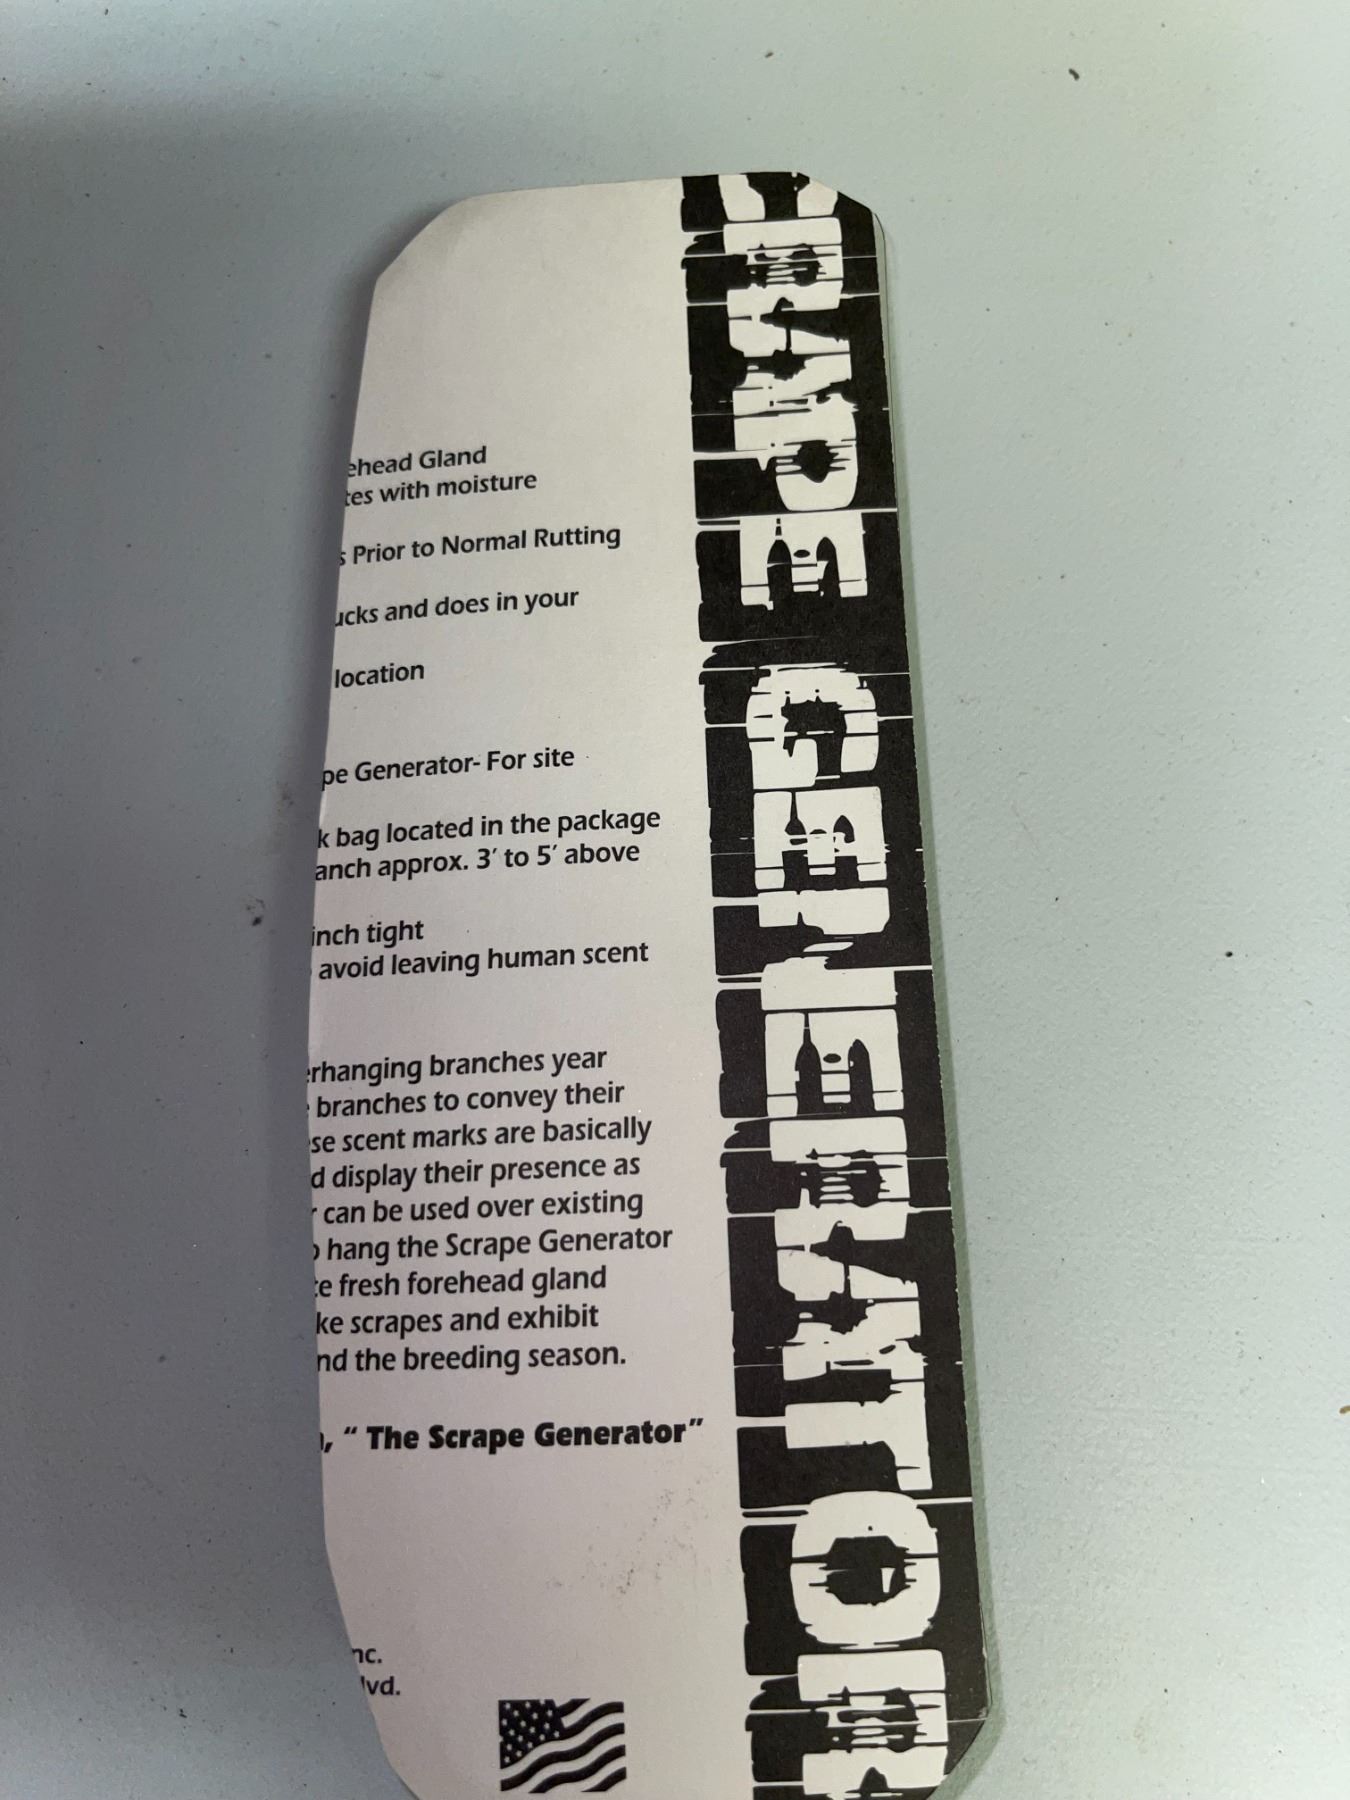 ehead Gland
tes with moisture
s Prior to Normal Rutting
ucks and does in your
location
pe Generator- For site
k bag located in the package
anch approx. 3' to 5' above
inch tight
avoid leaving human scent
erhanging branches year
branches to convey their
se scent marks are basically
d display their presence as
r can be used over existing
o hang the Scrape Generator
te fresh forehead gland
ke scrapes and exhibit
nd the breeding season.
, “ The Scrape Generator”
nc.
lvd.
CRAPE GENERATOR